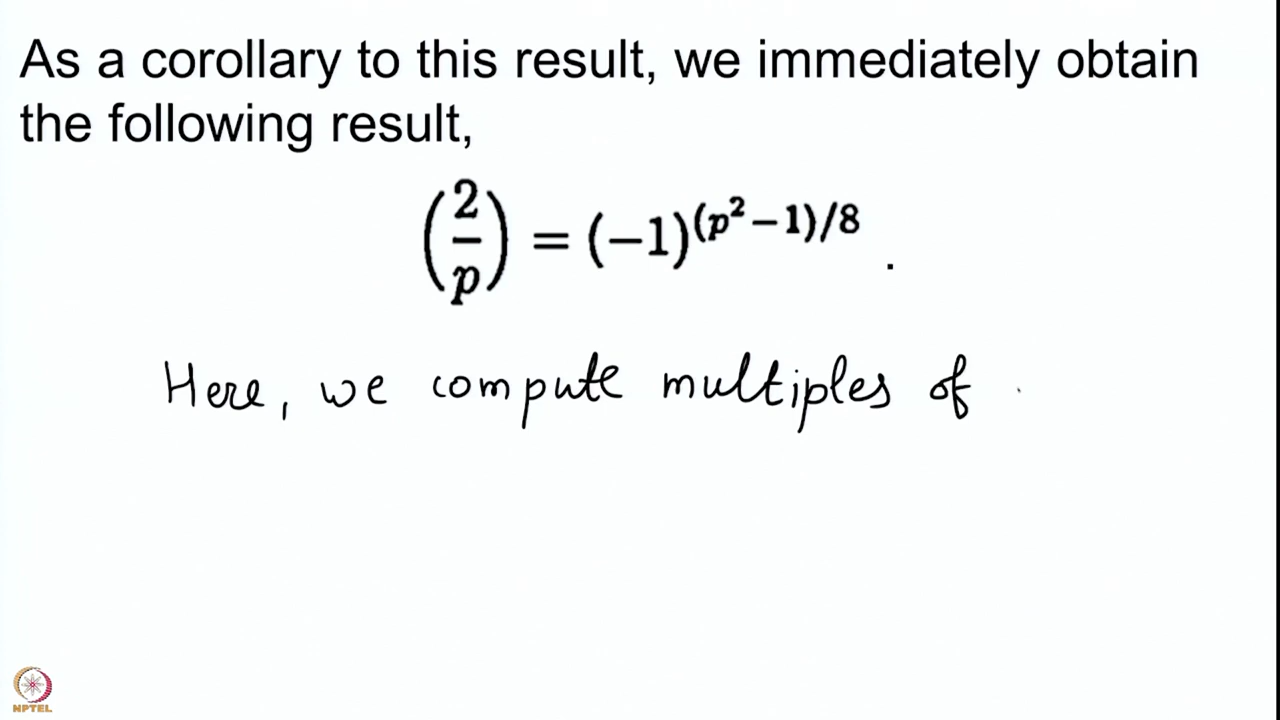 As a corollary to this result, we immediately obtain
the following result,
(2/p) = (−1)^{(p² −1)/8} .
Here, we compute multiples of
NPTEL